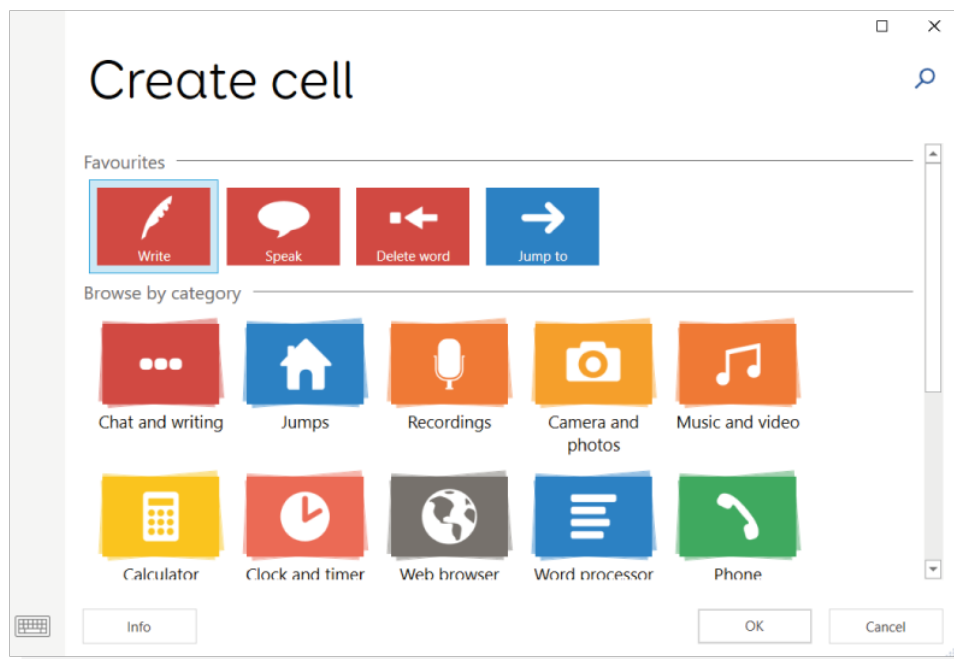 Create cell
Favourites
Write
Speak
Delete word
Jump to
Browse by category
Chat and writing
Jumps
Recordings
Camera and
photos
Music and video
Calculator
Clock and timer
Web browser
Word processor
Phone
Info
OK
Cancel